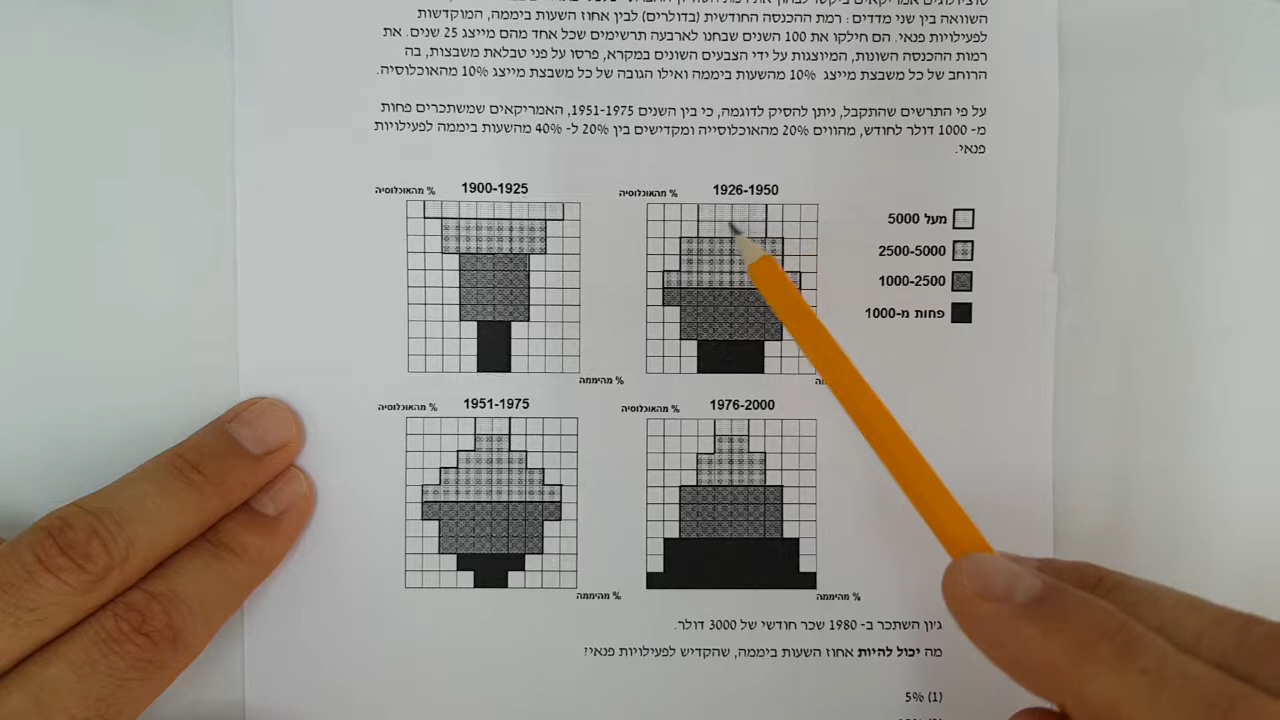 השוואה בין שני מדדים: רמת ההכנסה החודשית (בדולרים) לבין אחוז השעות ביממה, המוקדשות
לפעילויות פנאי. הם חילקו את 100 השנים שבחנו לארבעה תרשימים שכל אחד מהם מייצג 25 שנים. את
רמות ההכנסה השונות, המיוצגות על ידי הצבעים השונים במקרא, פרסו על פני טבלאת משבצות, בה
הרוחב של כל משבצת מייצג 10% מהשעות ביממה ואילו הגובה של כל משבצת מייצג 10% מהאוכלוסיה.
על פי התרשים שהתקבל, ניתן להסיק לדוגמה, כי בין השנים 1951-1975, האמריקאים שמשתכרים פחות
מ- 1000 דולר לחודש, מהווים 20% מהאוכלוסייה ומקדישים בין 20% ל- 40% מהשעות ביממה לפעילויות
פנאי.
1926-1950
% מהאוכלוסיה
1900-1925
% מהאוכלוסיה
מעל 5000
2500-5000
1000-2500
פחות מ-1000
% מהיממה
1976-2000
% מהאוכלוסיה
1951-1975
% מהאוכלוסיה
% מהיממה
% מהיממה
ג'ון השתכר ב- 1980 שכר חודשי של 3000 דולר.
מה יכול להיות אחוז השעות ביממה, שהקדיש לפעילויות פנאי?
(1) 5%